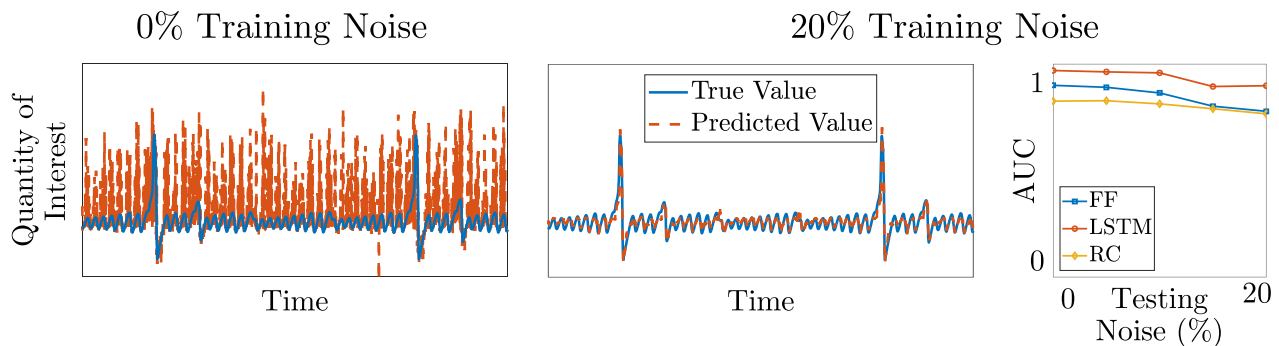 0% Training Noise
20% Training Noise
Quantity of
Interest
Time
True Value
Predicted Value
Time
AUC
1
0
FF
LSTM
RC
0
20
Testing
Noise (%)